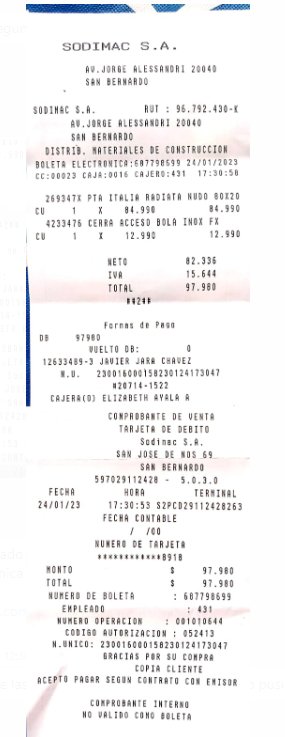 SODIMAC S.A.
AV.JORGE ALESSANDRI 20040
SAN BERNARDO
SODIMAC S.A. RUT : 96.792.430-K
AV.JORGE ALESSANDRI 20040
SAN BERNARDO
DISTRIB. MATERIALES DE CONSTRUCCION
BOLETA ELECTRONICA:687798699 24/01/2023
CC:00023 CAJA:0016 CAJERO:431 17:30:58
269347X PTA ITALIA RADIATA NUDO 80X20
CU 1 X 84.990 84.990
4233476 CERRA ACCESO BOLA INOX FX
CU 1 X 12.990 12.990
NETO 82.336
IVA 15.644
TOTAL 97.980
##2##
Formas de Pago
DB 97980
VUELTO DB: 0
12633489-3 JAVIER JARA CHAVEZ
N.U. 230016000158230124173047
N20714-1522
CAJERA(O) ELIZABETH AYALA A
COMPROBANTE DE VENTA
TARJETA DE DEBITO
Sodimac S.A.
SAN JOSE DE NOS 69
SAN BERNARDO
597029112428 - 5.0.3.0
FECHA HORA TERMINAL
24/01/23 17:30:53 S2PCD29112428263
FECHA CONTABLE
/ /00
NUMERO DE TARJETA
************8918
MONTO $ 97.980
TOTAL $ 97.980
NUMERO DE BOLETA : 687798699
EMPLEADO : 431
NUMERO OPERACION : 001010644
CODIGO AUTORIZACION : 052413
N.UNICO: 230016000158230124173047
GRACIAS POR SU COMPRA
COPIA CLIENTE
ACEPTO PAGAR SEGUN CONTRATO CON EMISOR
COMPROBANTE INTERNO
NO VALIDO COMO BOLETA